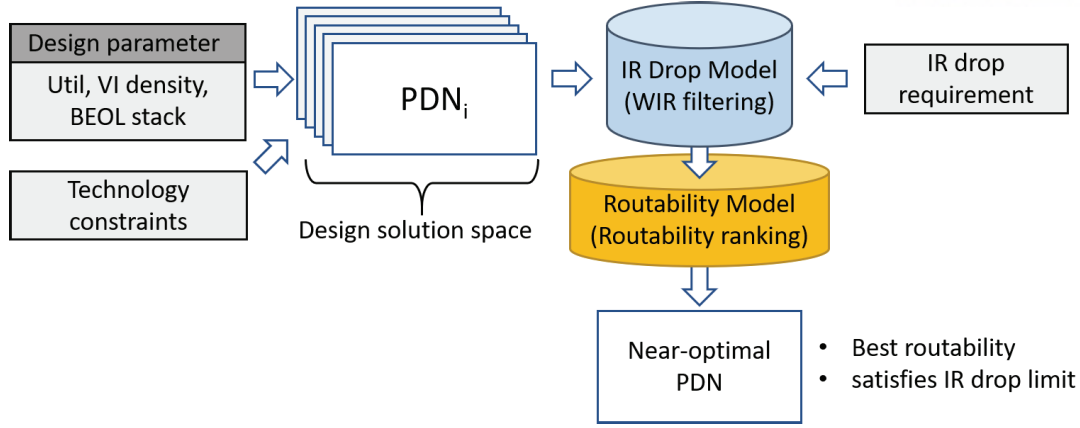 Design parameter
Util, VI density,
BEOL stack
Technology
constraints
PDNi
Design solution space
IR Drop Model
(WIR filtering)
IR drop
requirement
Routability Model
(Routability ranking)
Near-optimal
PDN
• Best routability
• satisfies IR drop limit